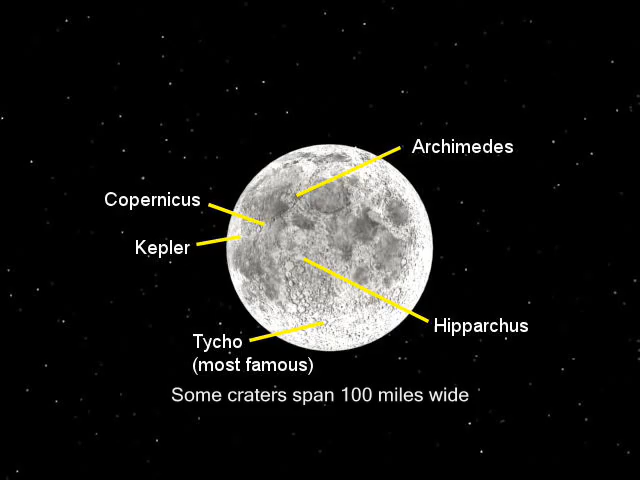 Archimedes
Copernicus
Kepler
Hipparchus
Tycho
(most famous)
Some craters span 100 miles wide